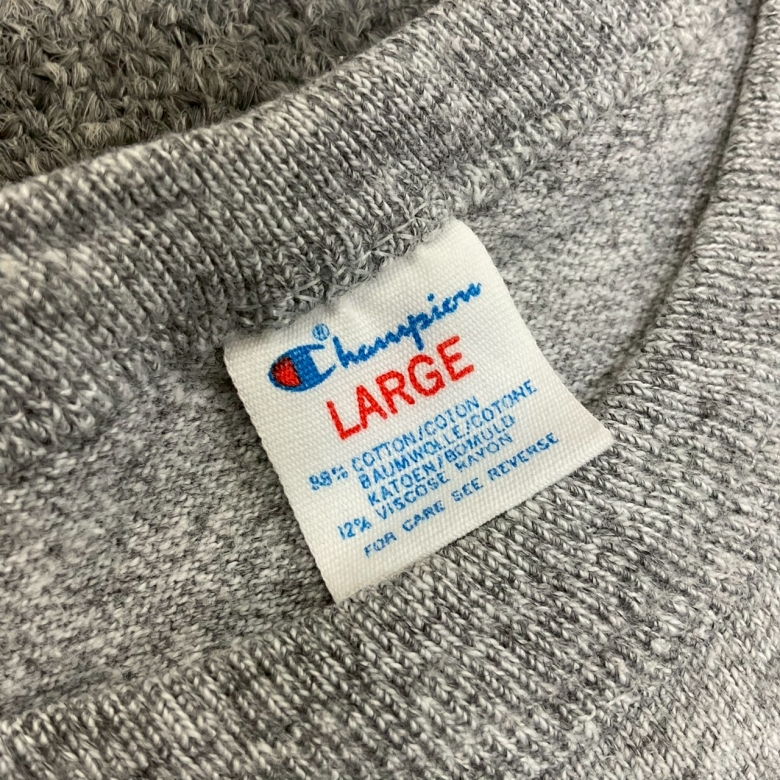 Champion®
LARGE
88% COTTON/COTON
BAUMWOLLE/COTONE
KATOEN/BOMULD
12% VISCOSE RAYON
FOR CARE SEE REVERSE